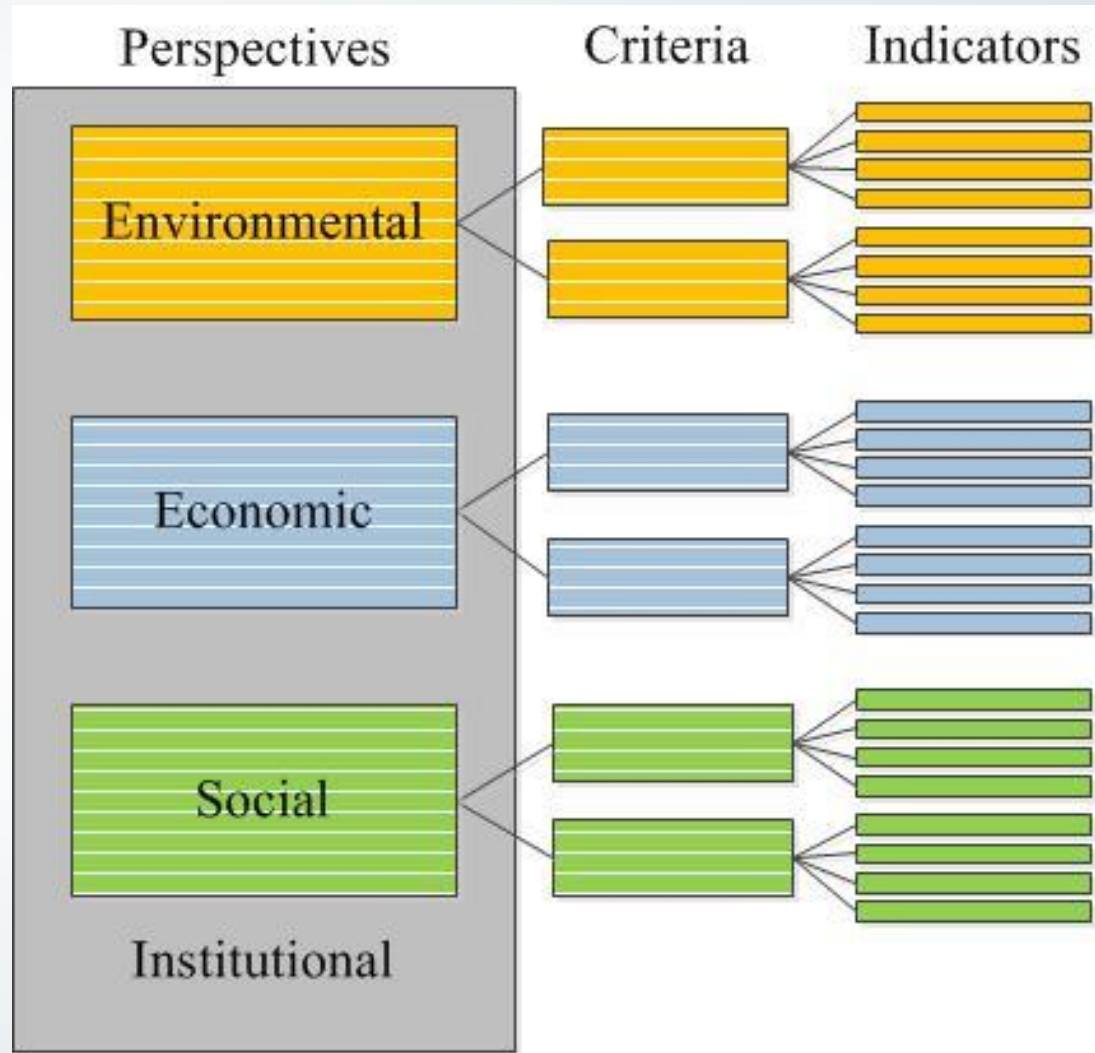 Perspectives Criteria Indicators
Environmental
Economic
Social
Institutional